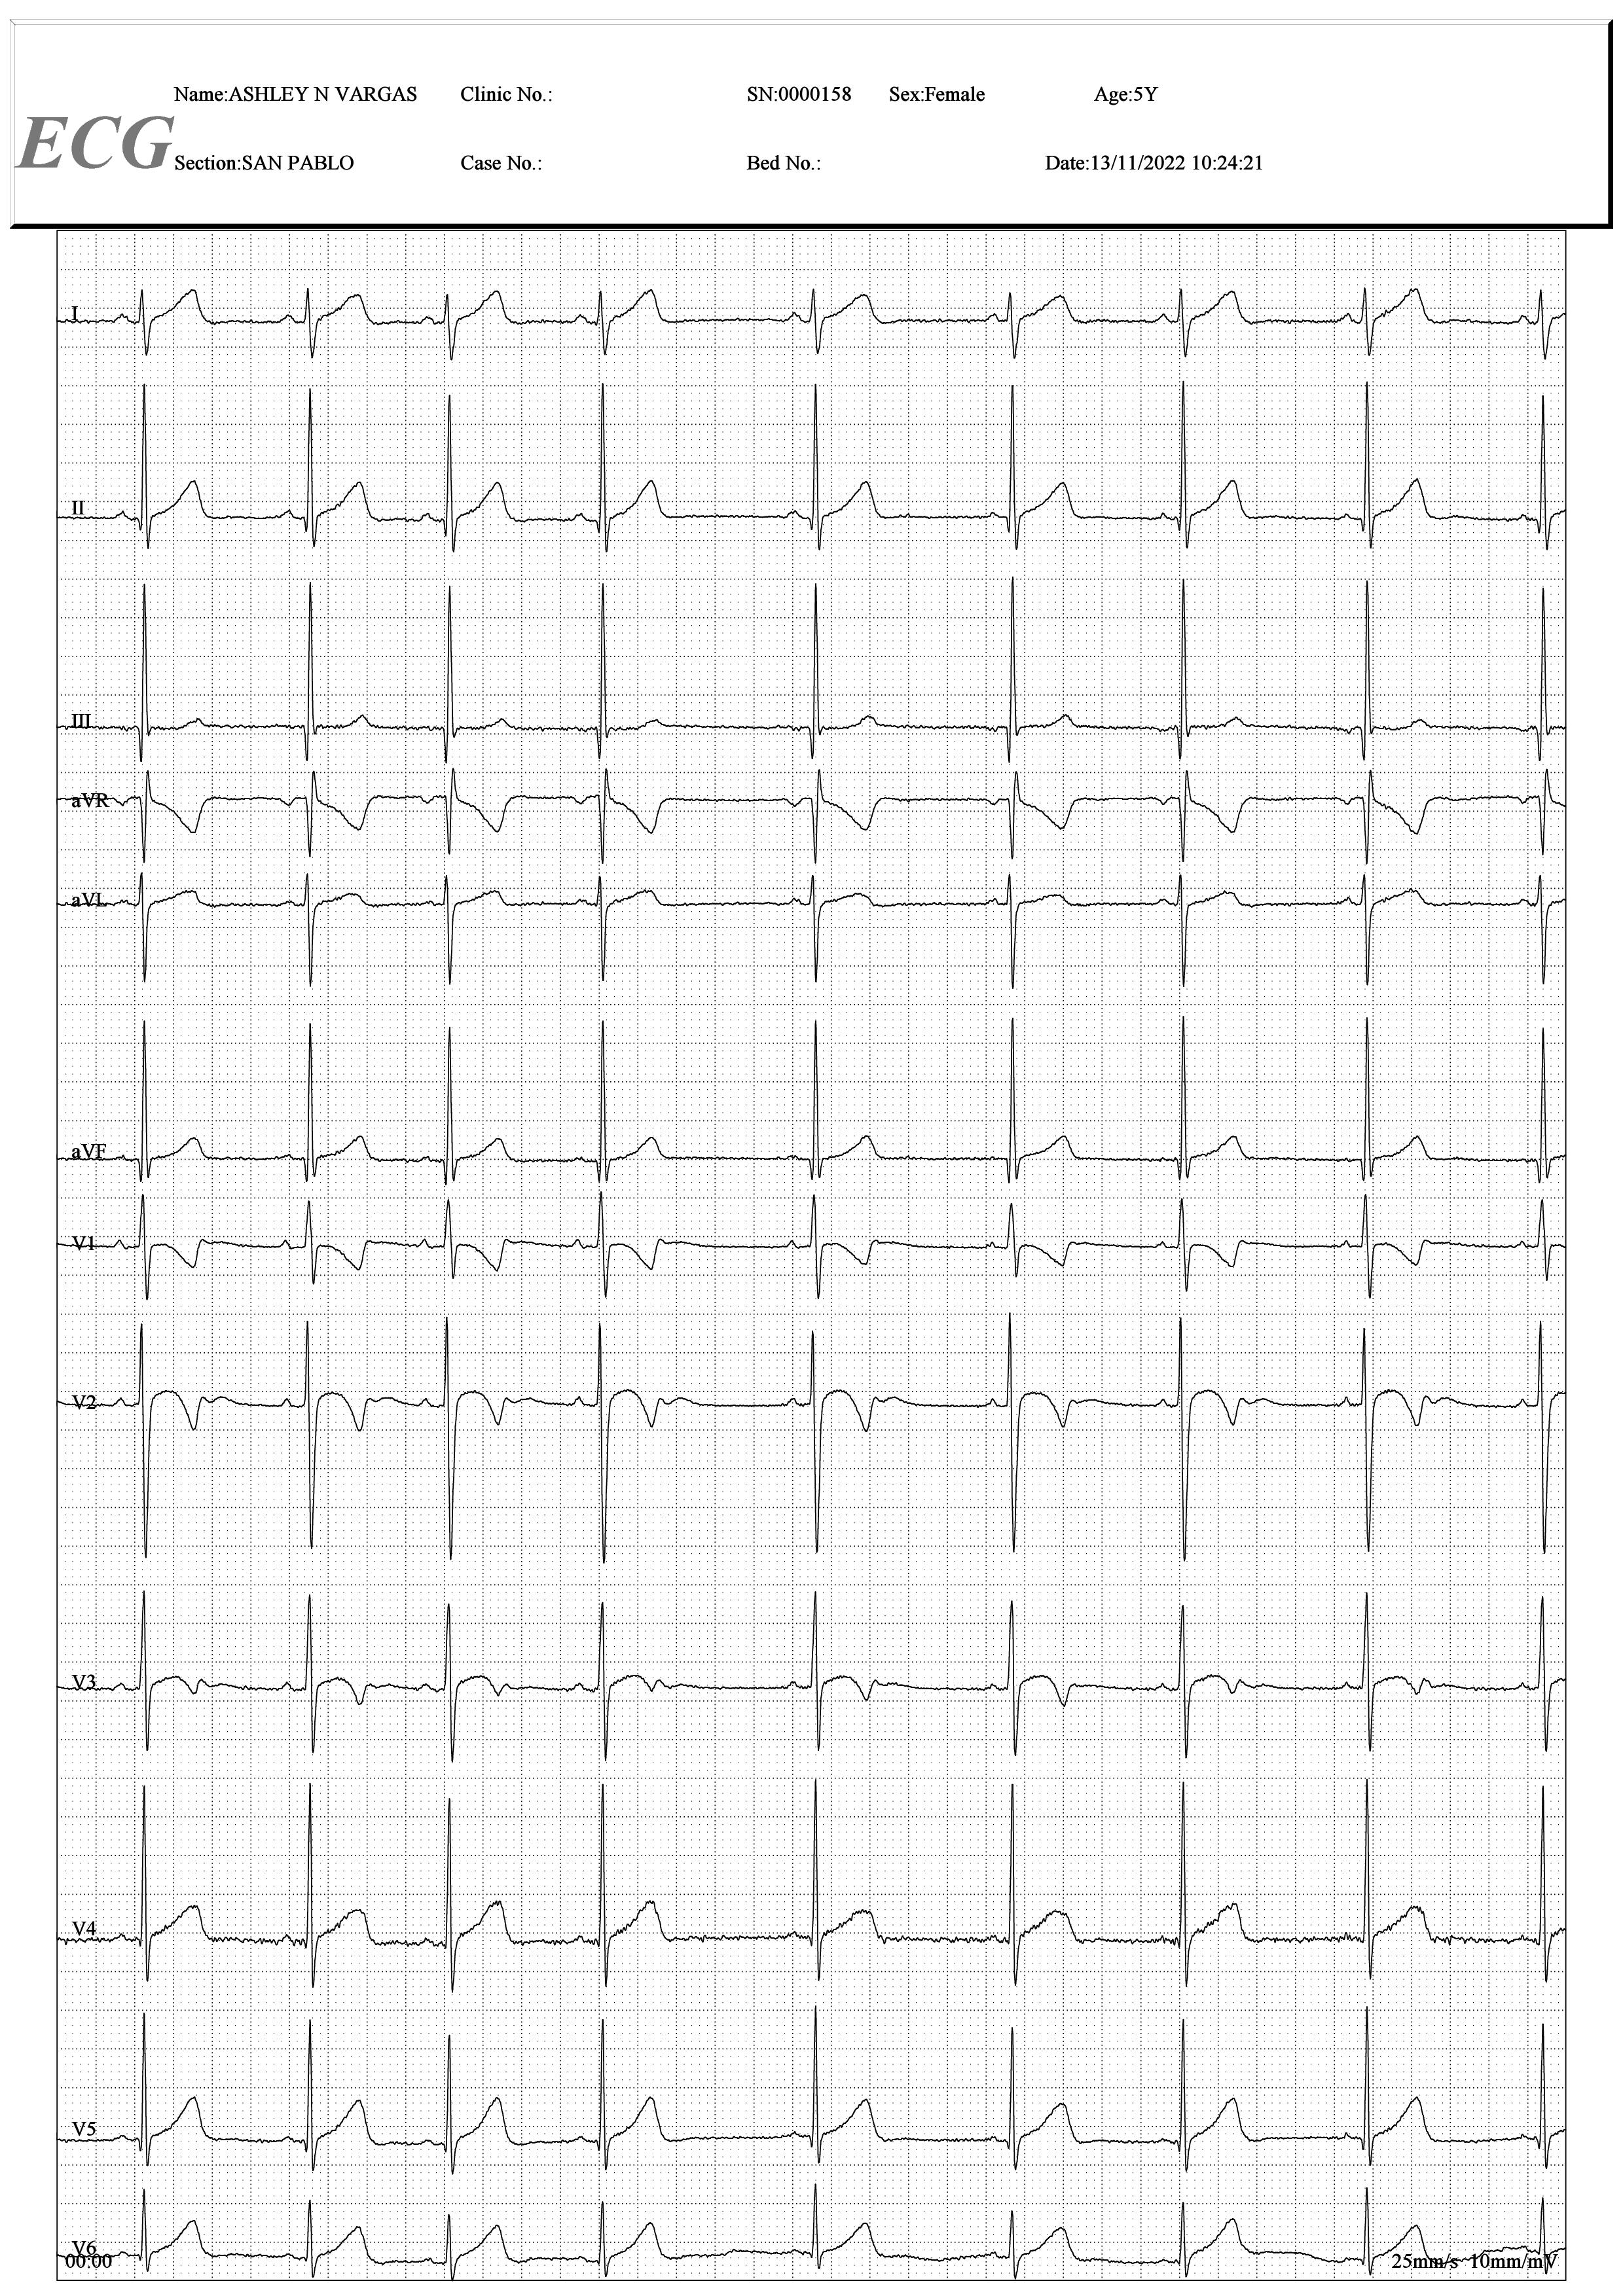 Name:ASHLEY N VARGAS Clinic No.: SN:0000158 Sex:Female Age:5Y
ECG
Section:SAN PABLO Case No.: Bed No.: Date:13/11/2022 10:24:21
I
II
III
aVR
aVL
aVF
V1
V2
V3
V4
V5
V6
00:00 25mm/s 10mm/mV